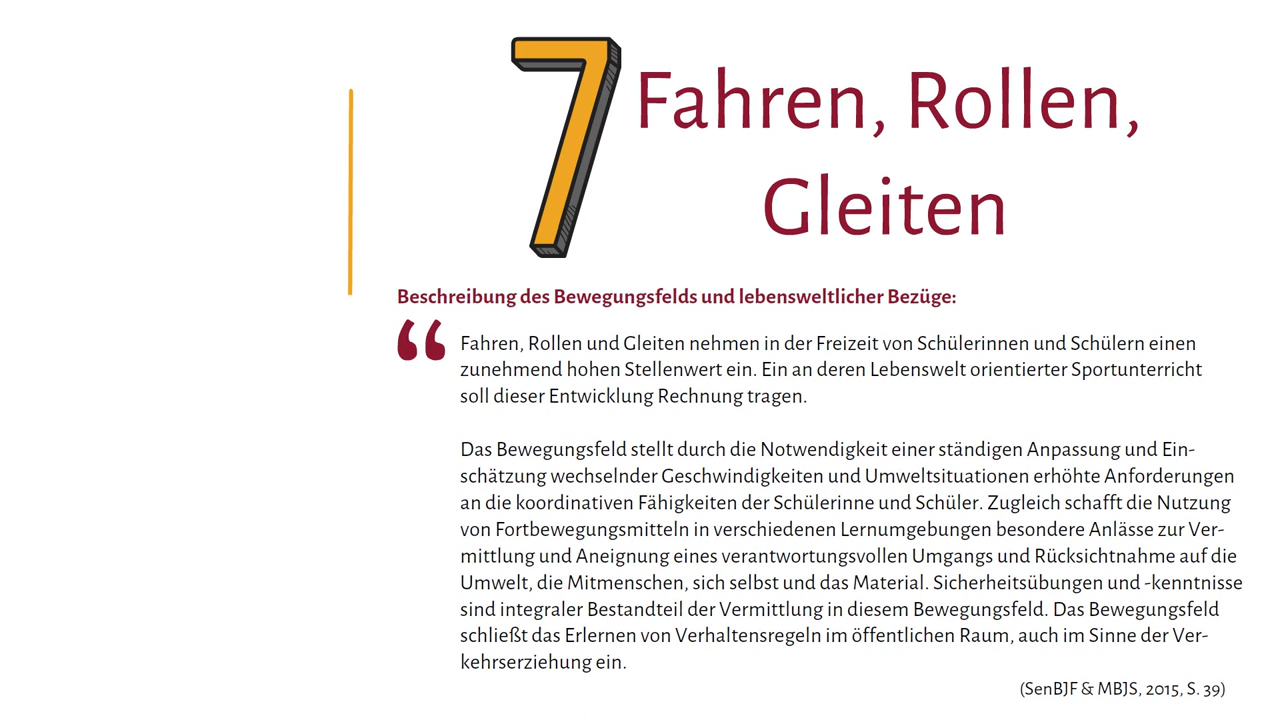 7 Fahren, Rollen,
Gleiten
Beschreibung des Bewegungsfelds und lebensweltlicher Bezüge:
“ Fahren, Rollen und Gleiten nehmen in der Freizeit von Schülerinnen und Schülern einen
zunehmend hohen Stellenwert ein. Ein an deren Lebenswelt orientierter Sportunterricht
soll dieser Entwicklung Rechnung tragen.
Das Bewegungsfeld stellt durch die Notwendigkeit einer ständigen Anpassung und Ein-
schätzung wechselnder Geschwindigkeiten und Umweltsituationen erhöhte Anforderungen
an die koordinativen Fähigkeiten der Schülerinne und Schüler. Zugleich schafft die Nutzung
von Fortbewegungsmitteln in verschiedenen Lernumgebungen besondere Anlässe zur Ver-
mittlung und Aneignung eines verantwortungsvollen Umgangs und Rücksichtnahme auf die
Umwelt, die Mitmenschen, sich selbst und das Material. Sicherheitsübungen und -kenntnisse
sind integraler Bestandteil der Vermittlung in diesem Bewegungsfeld. Das Bewegungsfeld
schließt das Erlernen von Verhaltensregeln im öffentlichen Raum, auch im Sinne der Ver-
kehrserziehung ein.
(SenBJF & MBJS, 2015, S. 39)